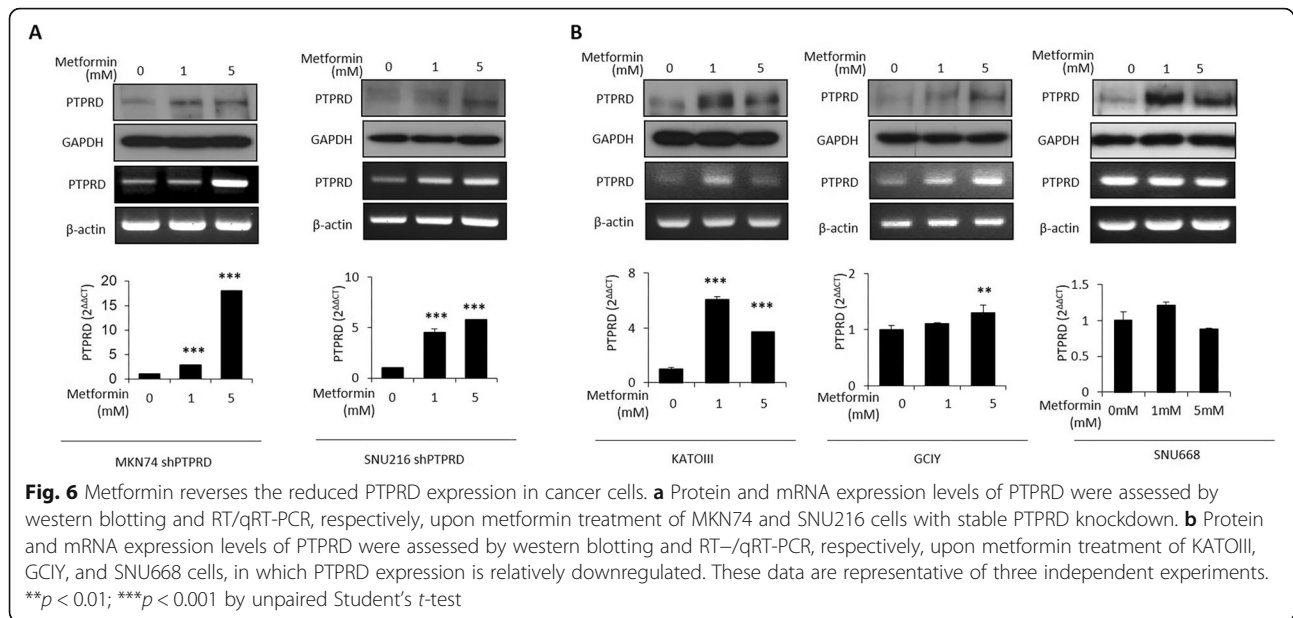 A
B
Metformin (mM) 0 1 5
PTPRD
GAPDH
PTPRD
β-actin
20
15
10
5
0
PTPRD (2^ΔΔCT)
***
***
Metformin (mM) 0 1 5
MKN74 shPTPRD
Metformin (mM) 0 1 5
PTPRD
GAPDH
PTPRD
β-actin
10
5
0
PTPRD (2^ΔΔCT)
***
***
Metformin (mM) 0 1 5
SNU216 shPTPRD
Metformin (mM) 0 1 5
PTPRD
GAPDH
PTPRD
β-actin
8
4
0
PTPRD (2^ΔΔCT)
***
***
Metformin (mM) 0 1 5
KATOIII
Metformin (mM) 0 1 5
PTPRD
GAPDH
PTPRD
β-actin
2
1
0
PTPRD (2^ΔΔCT)
**
Metformin (mM) 0 1 5
GCIY
Metformin (mM) 0 1 5
PTPRD
GAPDH
PTPRD
β-actin
1.5
1
0.5
0
PTPRD (2^ΔΔCT)
Metformin (mM) 0mM 1mM 5mM
SNU668
Fig. 6 Metformin reverses the reduced PTPRD expression in cancer cells. a Protein and mRNA expression levels of PTPRD were assessed by
western blotting and RT/qRT-PCR, respectively, upon metformin treatment of MKN74 and SNU216 cells with stable PTPRD knockdown. b Protein
and mRNA expression levels of PTPRD were assessed by western blotting and RT−/qRT-PCR, respectively, upon metformin treatment of KATOIII,
GCIY, and SNU668 cells, in which PTPRD expression is relatively downregulated. These data are representative of three independent experiments.
**p < 0.01; ***p < 0.001 by unpaired Student's t-test